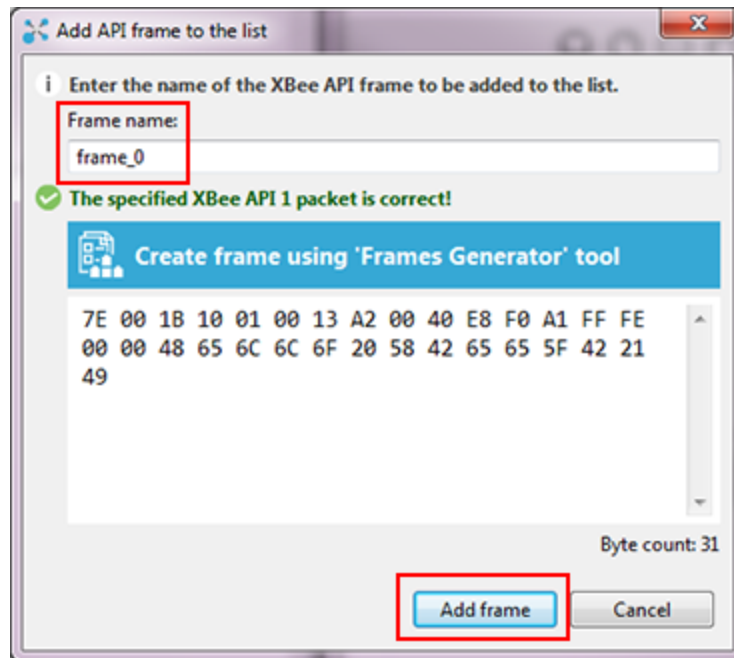 Add API frame to the list
i Enter the name of the XBee API frame to be added to the list.
Frame name:
frame_0
The specified XBee API 1 packet is correct!
Create frame using 'Frames Generator' tool
7E 00 1B 10 01 00 13 A2 00 40 E8 F0 A1 FF FE
00 00 48 65 6C 6C 6F 20 58 42 65 65 5F 42 21
49
Byte count: 31
Add frame Cancel